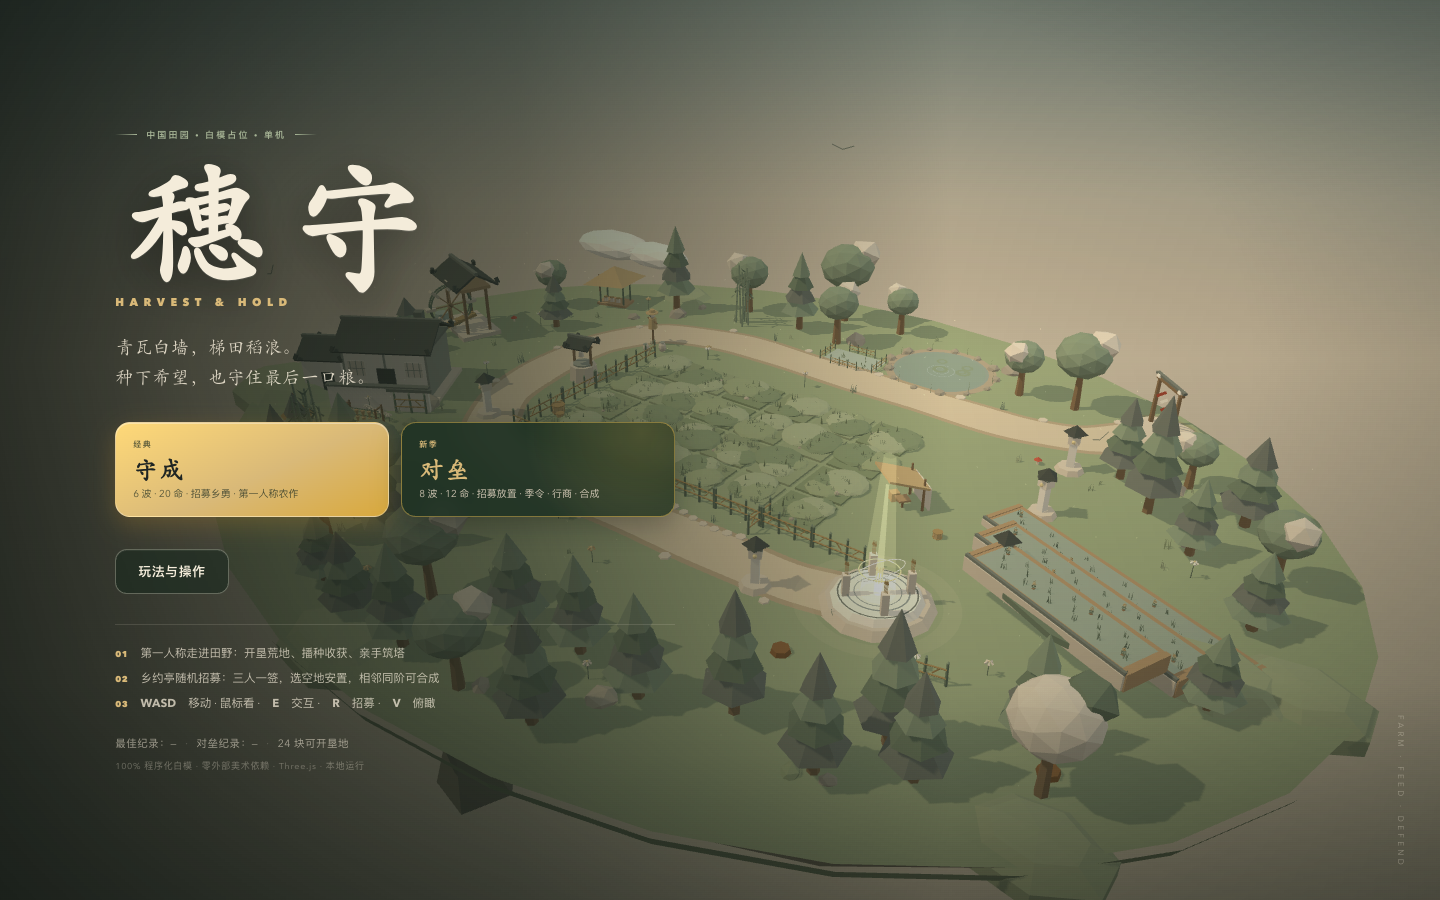 中国田园 • 白模占位 • 单机
穗守
HARVEST & HOLD
青瓦白墙，梯田稻浪。
种下希望，也守住最后一口粮。
经典
守成
6 波 · 20 命 · 招募乡勇 · 第一人称农作
新季
对垒
8 波 · 12 命 · 招募放置 · 季令 · 行商 · 合成
玩法与操作
01 第一人称走进田野：开垦荒地、播种收获、亲手筑塔
02 乡约亭随机招募：三人一签，选空地安置，相邻同阶可合成
03 WASD 移动 · 鼠标看 · E 交互 · R 招募 · V 俯瞰
最佳纪录：– · 对垒纪录：– · 24 块可开垦地
100% 程序化白模 · 零外部美术依赖 · Three.js · 本地运行
FARM · FEED · DEFEND